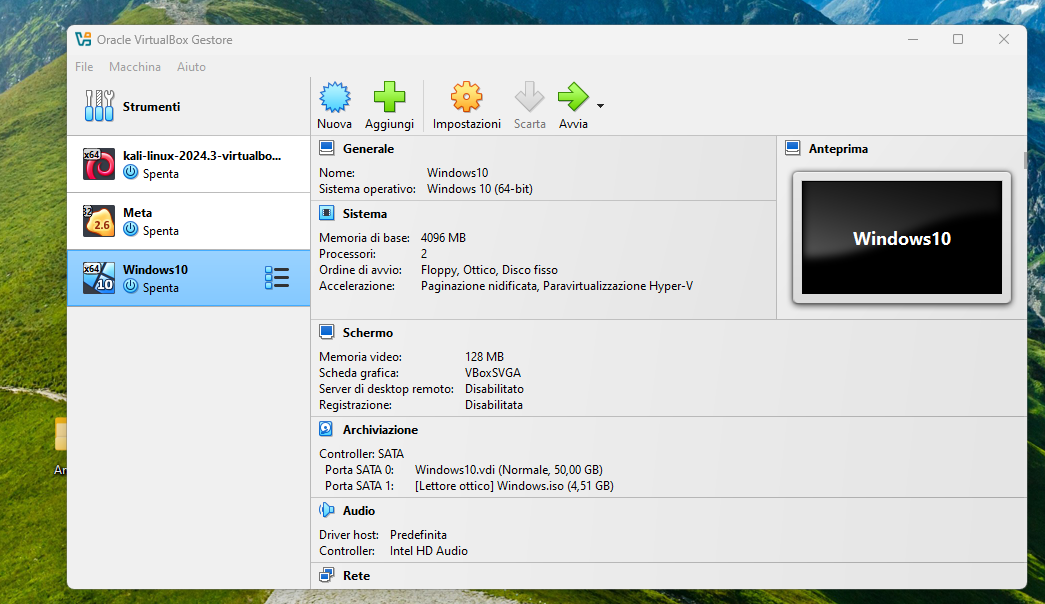 Oracle VirtualBox Gestore
File Macchina Aiuto
Strumenti
Nuova Aggiungi Impostazioni Scarta Avvia
x64 kali-linux-2024.3-virtualbo...
Spenta
32 2.6 Meta
Spenta
x64 10 Windows10
Spenta
Generale
Nome: Windows10
Sistema operativo: Windows 10 (64-bit)
Sistema
Memoria di base: 4096 MB
Processori: 2
Ordine di avvio: Floppy, Ottico, Disco fisso
Accelerazione: Paginazione nidificata, Paravirtualizzazione Hyper-V
Anteprima
Windows10
Schermo
Memoria video: 128 MB
Scheda grafica: VBoxSVGA
Server di desktop remoto: Disabilitato
Registrazione: Disabilitata
Archiviazione
Controller: SATA
Porta SATA 0: Windows10.vdi (Normale, 50,00 GB)
Porta SATA 1: [Lettore ottico] Windows.iso (4,51 GB)
Audio
Driver host: Predefinita
Controller: Intel HD Audio
Rete